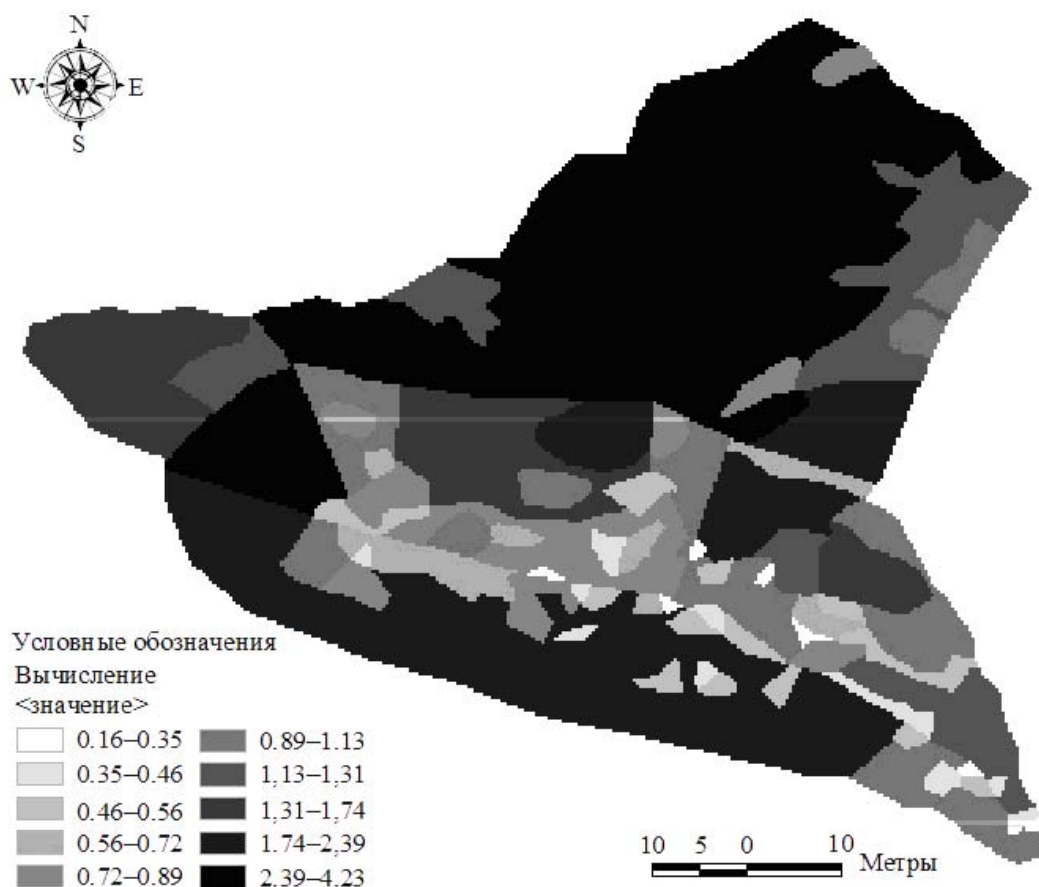 N
W E
S
Условные обозначения
Вычисление
<значение>
0.16–0.35
0.35–0.46
0.46–0.56
0.56–0.72
0.72–0.89
0.89–1.13
1,13–1,31
1,31–1,74
1.74–2,39
2.39–4.23
10 5 0 10
Метры